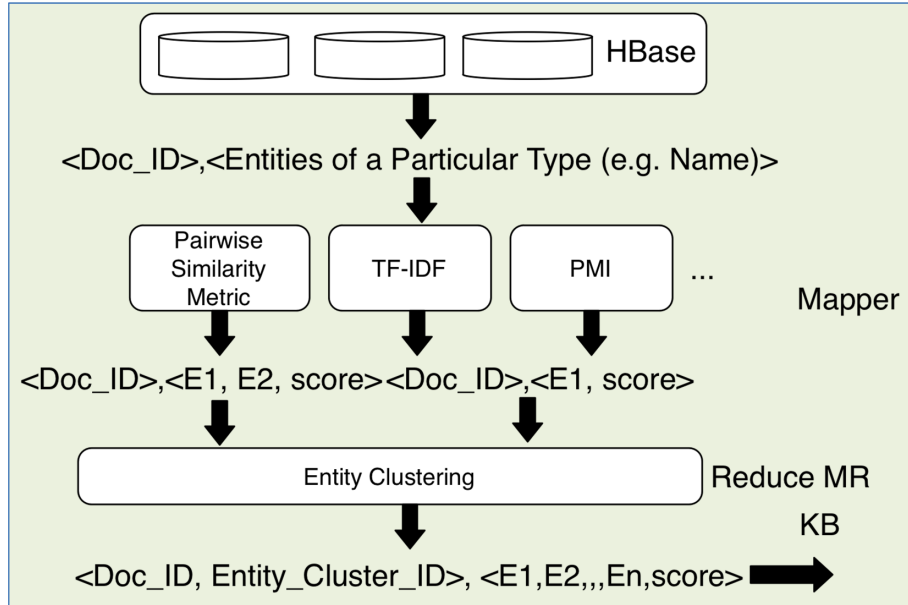 HBase
<Doc_ID>,<Entities of a Particular Type (e.g. Name)>
Pairwise
Similarity
Metric
TF-IDF
PMI
...
Mapper
<Doc_ID>,<E1, E2, score>
<Doc_ID>,<E1, score>
Entity Clustering
Reduce MR
KB
<Doc_ID, Entity_Cluster_ID>, <E1,E2,,,En,score>